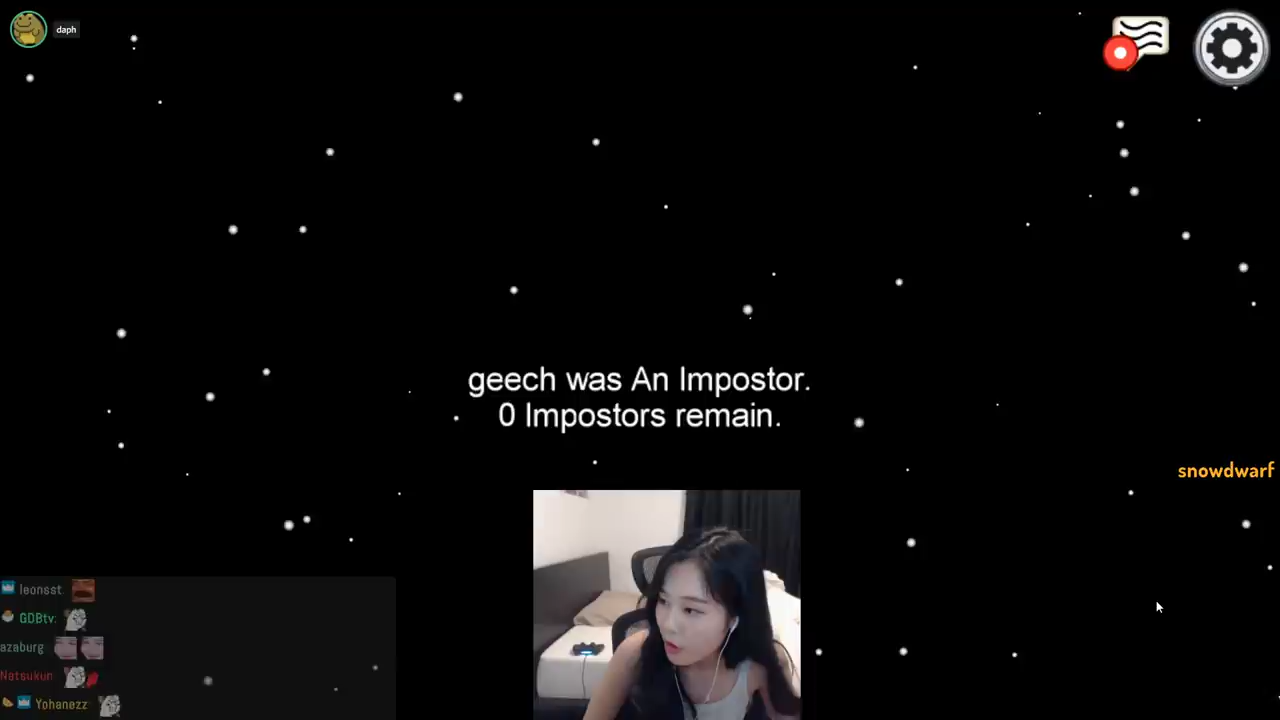 daph
geech was An Impostor.
0 Impostors remain.
snowdwarf
leonsst:
GDBtv:
azaburg
Natsukun
Yohanezz